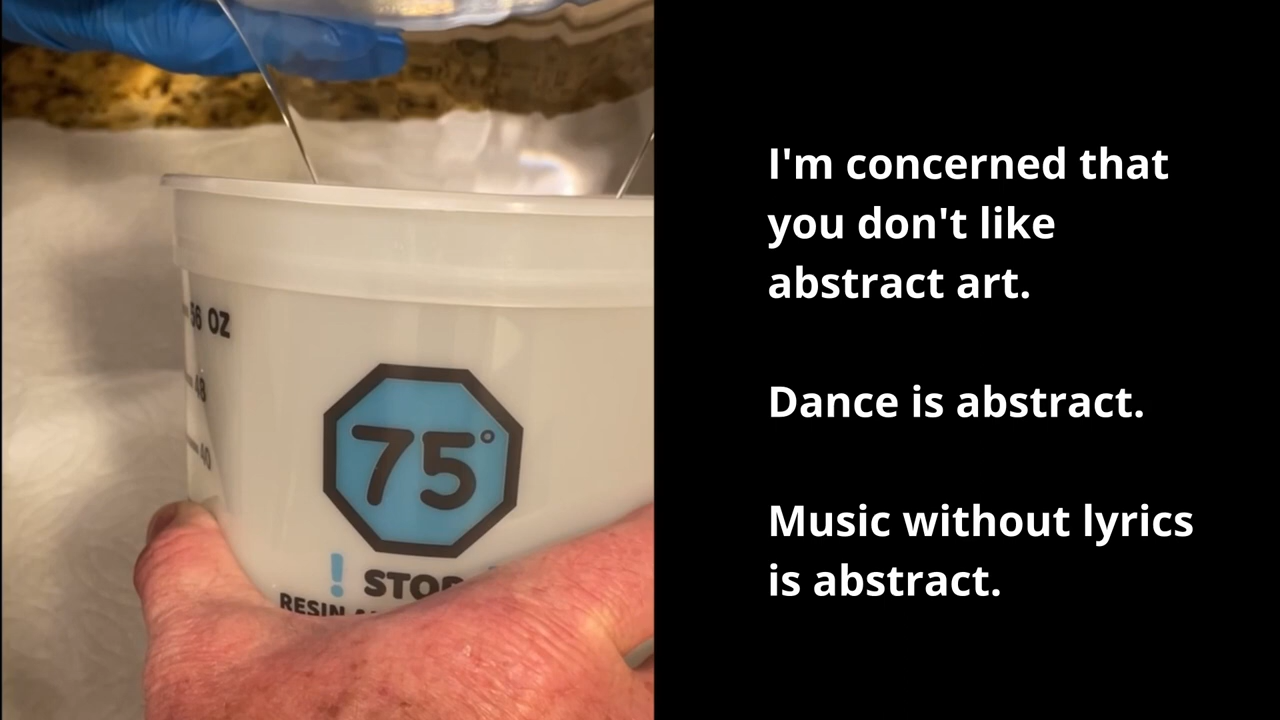 56 OZ
48
40
75°
! STOP
RESIN
I'm concerned that
you don't like
abstract art.
Dance is abstract.
Music without lyrics
is abstract.